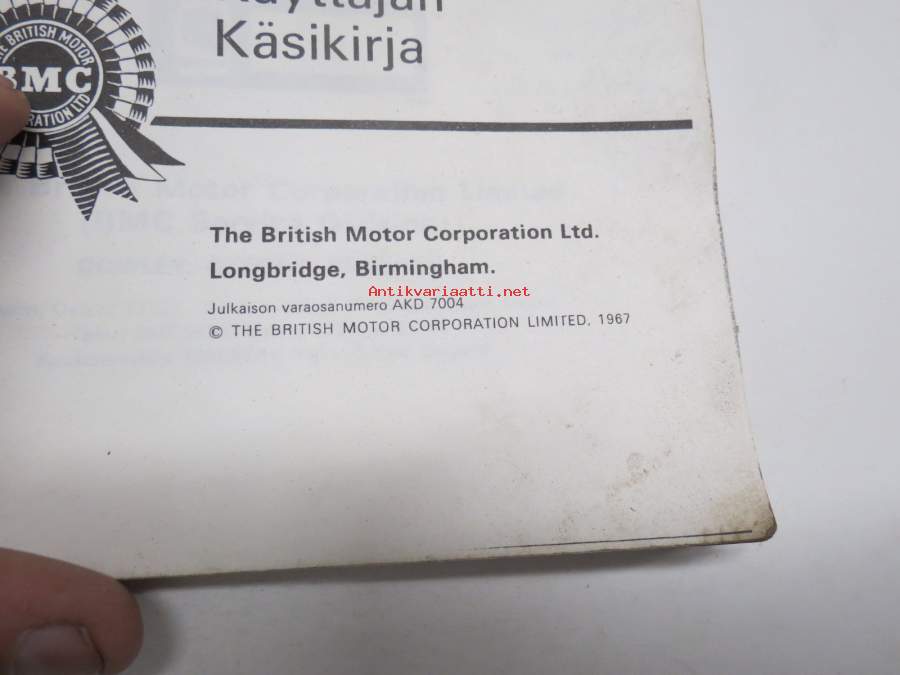 Käyttäjän
Käsikirja
THE BRITISH MOTOR
BMC
CORPORATION LTD
The British Motor Corporation Ltd.
Longbridge, Birmingham.
Antikvariaatti.net
Julkaison varaosanumero AKD 7004
© THE BRITISH MOTOR CORPORATION LIMITED, 1967